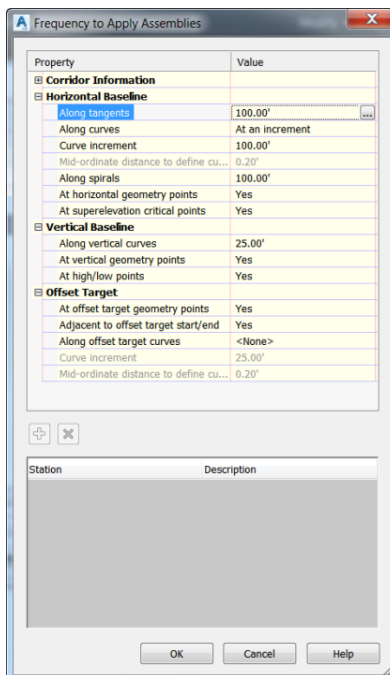 Frequency to Apply Assemblies
Property Value
Corridor Information
Horizontal Baseline
Along tangents 100.00' ...
Along curves At an increment
Curve increment 100.00'
Mid-ordinate distance to define cu... 0.20'
Along spirals 100.00'
At horizontal geometry points Yes
At superelevation critical points Yes
Vertical Baseline
Along vertical curves 25.00'
At vertical geometry points Yes
At high/low points Yes
Offset Target
At offset target geometry points Yes
Adjacent to offset target start/end Yes
Along offset target curves <None>
Curve increment 25.00'
Mid-ordinate distance to define cu... 0.20'
Station Description
OK Cancel Help